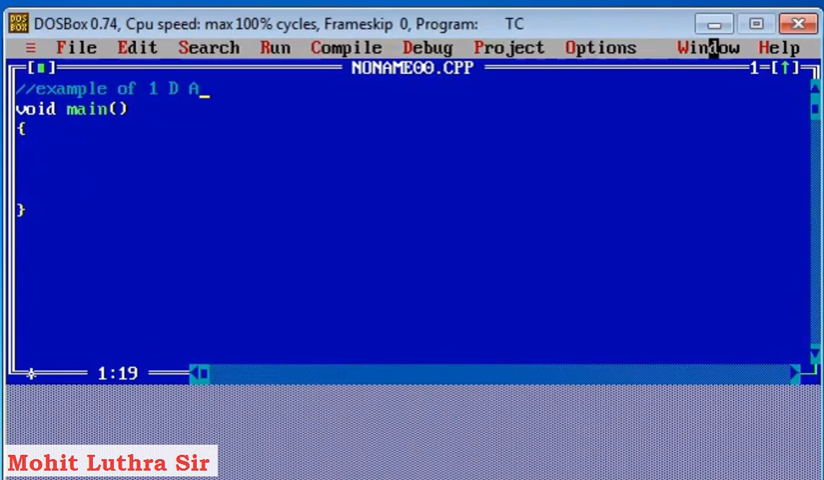 DOSBox 0.74, Cpu speed: max 100% cycles, Frameskip 0, Program: TC
≡ File Edit Search Run Compile Debug Project Options Window Help
[■] NONAME00.CPP 1=[↑]
//example of 1 D A_
void main()
{
}
1:19
Mohit Luthra Sir